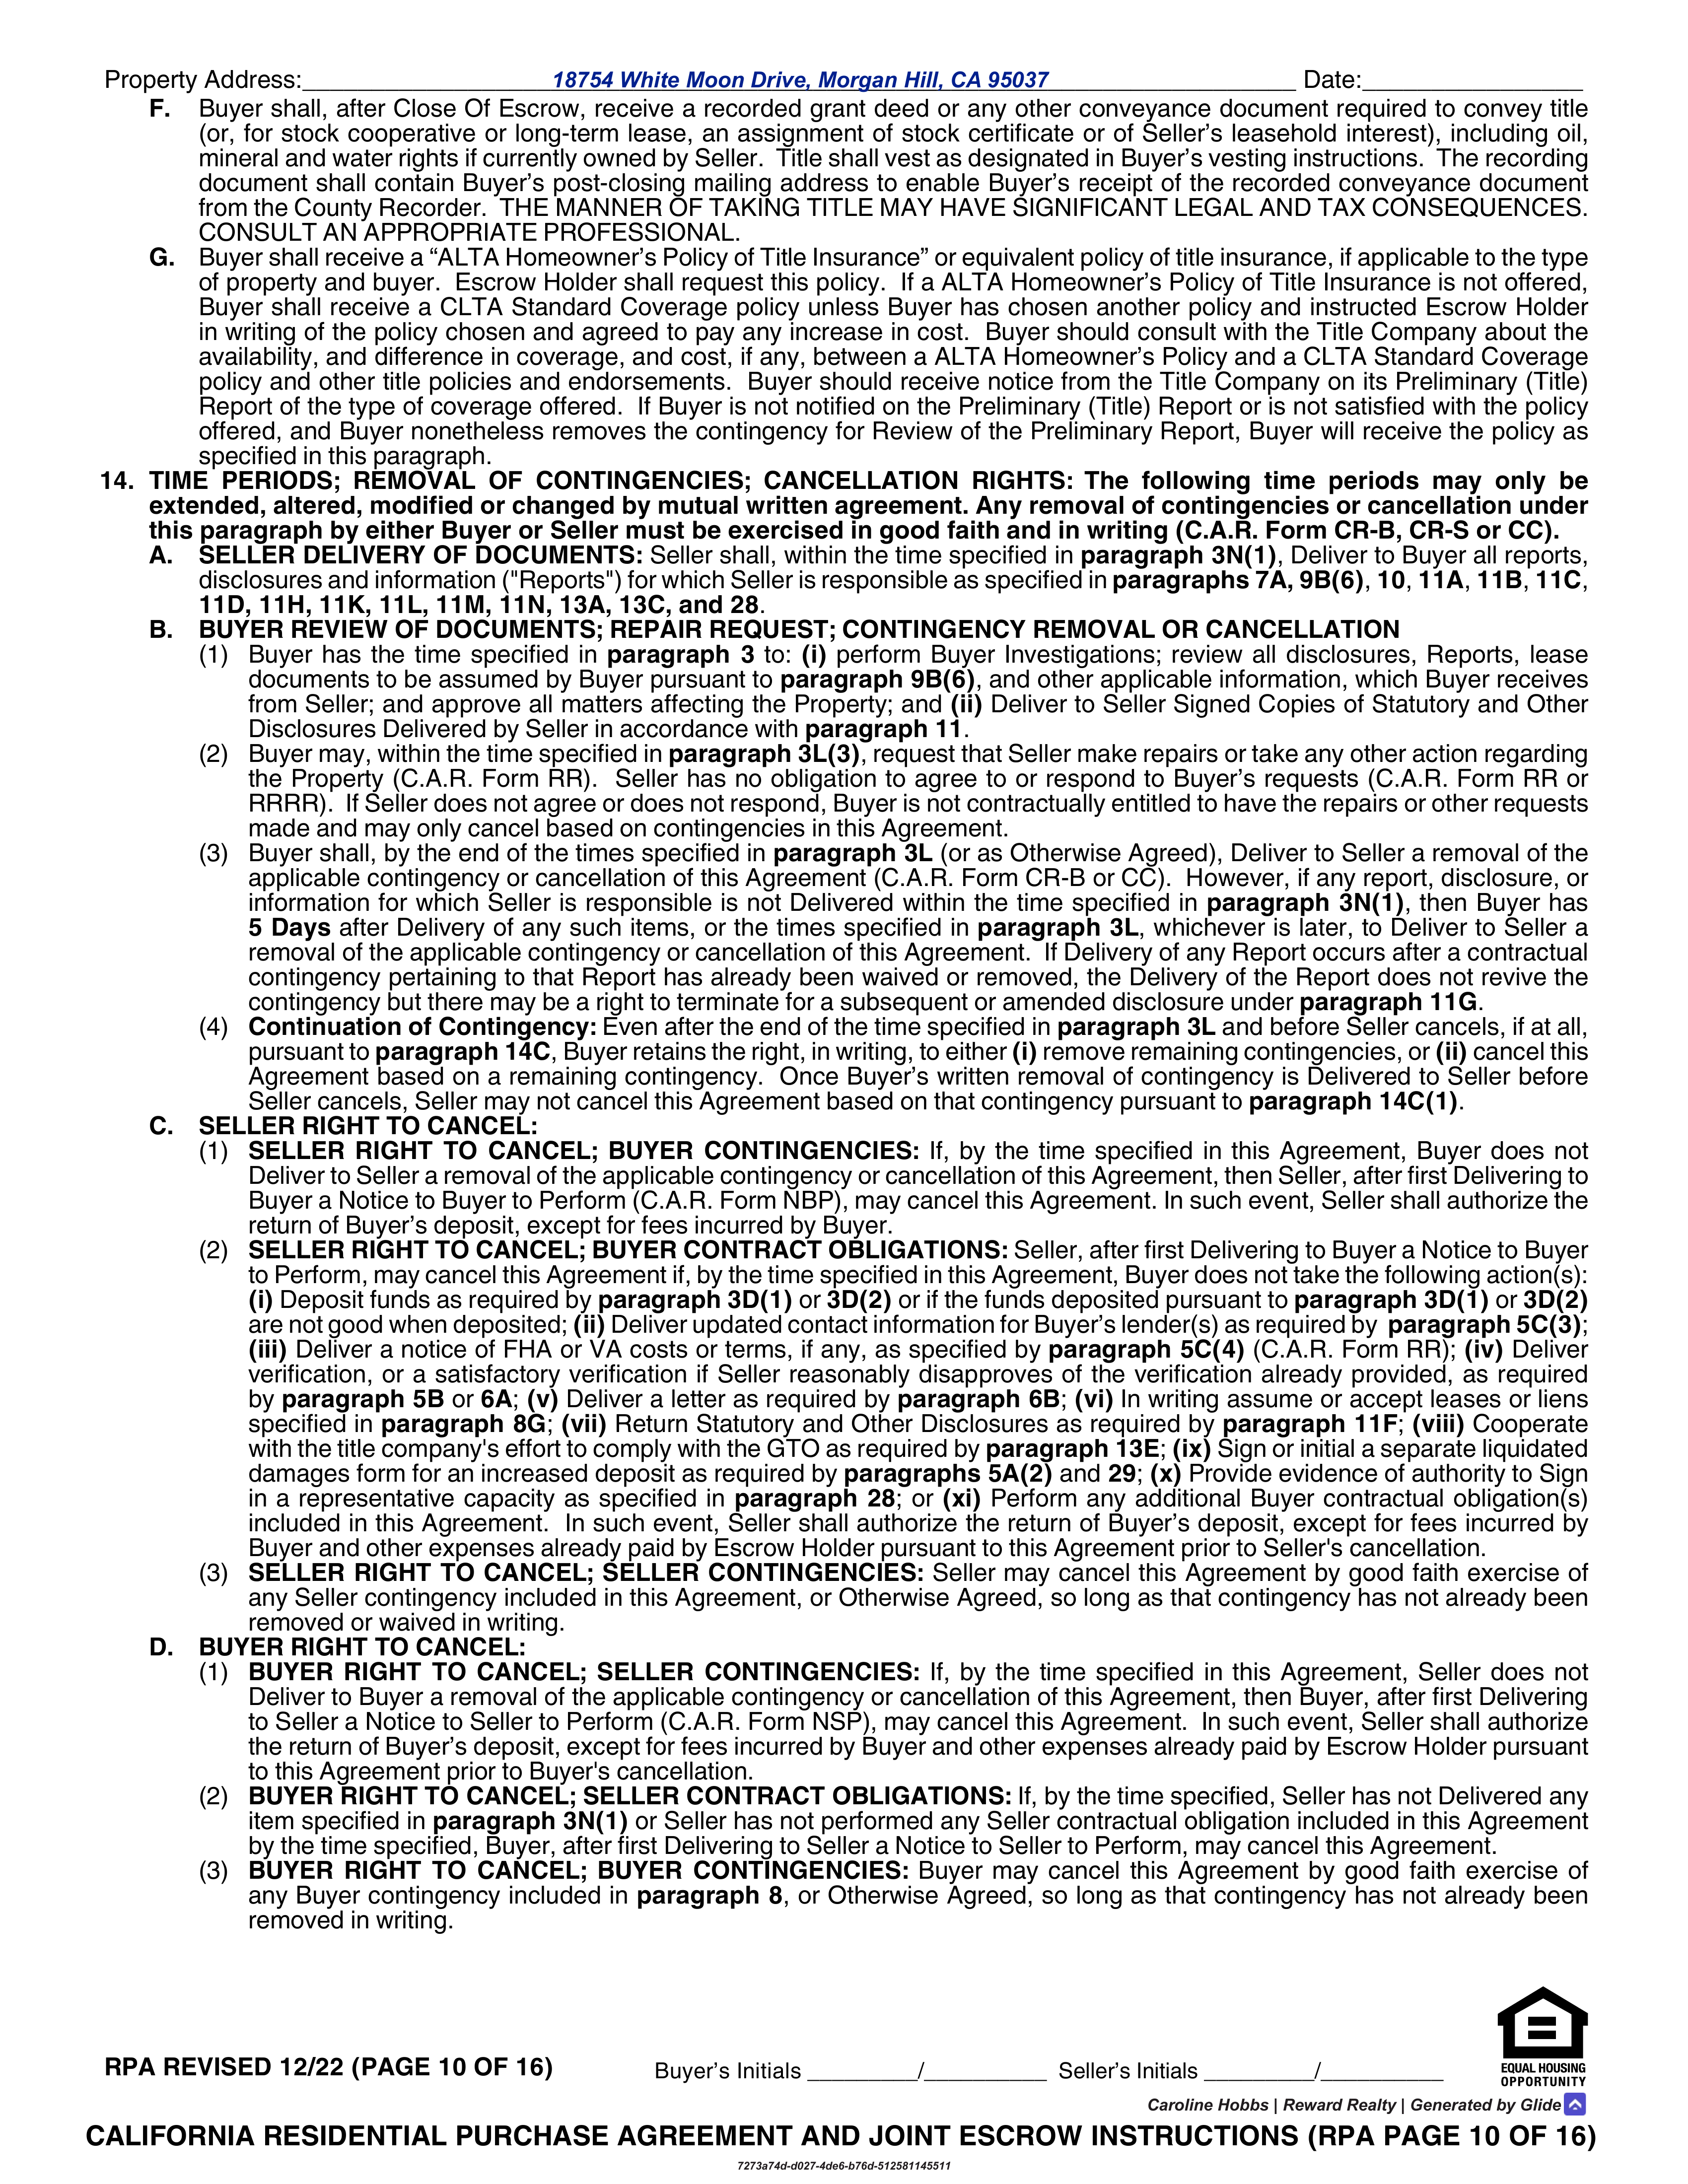 Property Address: 18754 White Moon Drive, Morgan Hill, CA 95037 Date:
F. Buyer shall, after Close Of Escrow, receive a recorded grant deed or any other conveyance document required to convey title
(or, for stock cooperative or long-term lease, an assignment of stock certificate or of Seller’s leasehold interest), including oil,
mineral and water rights if currently owned by Seller. Title shall vest as designated in Buyer’s vesting instructions. The recording
document shall contain Buyer’s post-closing mailing address to enable Buyer’s receipt of the recorded conveyance document
from the County Recorder. THE MANNER OF TAKING TITLE MAY HAVE SIGNIFICANT LEGAL AND TAX CONSEQUENCES.
CONSULT AN APPROPRIATE PROFESSIONAL.
G. Buyer shall receive a “ALTA Homeowner’s Policy of Title Insurance” or equivalent policy of title insurance, if applicable to the type
of property and buyer. Escrow Holder shall request this policy. If a ALTA Homeowner’s Policy of Title Insurance is not offered,
Buyer shall receive a CLTA Standard Coverage policy unless Buyer has chosen another policy and instructed Escrow Holder
in writing of the policy chosen and agreed to pay any increase in cost. Buyer should consult with the Title Company about the
availability, and difference in coverage, and cost, if any, between a ALTA Homeowner’s Policy and a CLTA Standard Coverage
policy and other title policies and endorsements. Buyer should receive notice from the Title Company on its Preliminary (Title)
Report of the type of coverage offered. If Buyer is not notified on the Preliminary (Title) Report or is not satisfied with the policy
offered, and Buyer nonetheless removes the contingency for Review of the Preliminary Report, Buyer will receive the policy as
specified in this paragraph.
14. TIME PERIODS; REMOVAL OF CONTINGENCIES; CANCELLATION RIGHTS: The following time periods may only be
extended, altered, modified or changed by mutual written agreement. Any removal of contingencies or cancellation under
this paragraph by either Buyer or Seller must be exercised in good faith and in writing (C.A.R. Form CR-B, CR-S or CC).
A. SELLER DELIVERY OF DOCUMENTS: Seller shall, within the time specified in paragraph 3N(1), Deliver to Buyer all reports,
disclosures and information ("Reports") for which Seller is responsible as specified in paragraphs 7A, 9B(6), 10, 11A, 11B, 11C,
11D, 11H, 11K, 11L, 11M, 11N, 13A, 13C, and 28.
B. BUYER REVIEW OF DOCUMENTS; REPAIR REQUEST; CONTINGENCY REMOVAL OR CANCELLATION
(1) Buyer has the time specified in paragraph 3 to: (i) perform Buyer Investigations; review all disclosures, Reports, lease
documents to be assumed by Buyer pursuant to paragraph 9B(6), and other applicable information, which Buyer receives
from Seller; and approve all matters affecting the Property; and (ii) Deliver to Seller Signed Copies of Statutory and Other
Disclosures Delivered by Seller in accordance with paragraph 11.
(2) Buyer may, within the time specified in paragraph 3L(3), request that Seller make repairs or take any other action regarding
the Property (C.A.R. Form RR). Seller has no obligation to agree to or respond to Buyer’s requests (C.A.R. Form RR or
RRRR). If Seller does not agree or does not respond, Buyer is not contractually entitled to have the repairs or other requests
made and may only cancel based on contingencies in this Agreement.
(3) Buyer shall, by the end of the times specified in paragraph 3L (or as Otherwise Agreed), Deliver to Seller a removal of the
applicable contingency or cancellation of this Agreement (C.A.R. Form CR-B or CC). However, if any report, disclosure, or
information for which Seller is responsible is not Delivered within the time specified in paragraph 3N(1), then Buyer has
5 Days after Delivery of any such items, or the times specified in paragraph 3L, whichever is later, to Deliver to Seller a
removal of the applicable contingency or cancellation of this Agreement. If Delivery of any Report occurs after a contractual
contingency pertaining to that Report has already been waived or removed, the Delivery of the Report does not revive the
contingency but there may be a right to terminate for a subsequent or amended disclosure under paragraph 11G.
(4) Continuation of Contingency: Even after the end of the time specified in paragraph 3L and before Seller cancels, if at all,
pursuant to paragraph 14C, Buyer retains the right, in writing, to either (i) remove remaining contingencies, or (ii) cancel this
Agreement based on a remaining contingency. Once Buyer’s written removal of contingency is Delivered to Seller before
Seller cancels, Seller may not cancel this Agreement based on that contingency pursuant to paragraph 14C(1).
C. SELLER RIGHT TO CANCEL:
(1) SELLER RIGHT TO CANCEL; BUYER CONTINGENCIES: If, by the time specified in this Agreement, Buyer does not
Deliver to Seller a removal of the applicable contingency or cancellation of this Agreement, then Seller, after first Delivering to
Buyer a Notice to Buyer to Perform (C.A.R. Form NBP), may cancel this Agreement. In such event, Seller shall authorize the
return of Buyer’s deposit, except for fees incurred by Buyer.
(2) SELLER RIGHT TO CANCEL; BUYER CONTRACT OBLIGATIONS: Seller, after first Delivering to Buyer a Notice to Buyer
to Perform, may cancel this Agreement if, by the time specified in this Agreement, Buyer does not take the following action(s):
(i) Deposit funds as required by paragraph 3D(1) or 3D(2) or if the funds deposited pursuant to paragraph 3D(1) or 3D(2)
are not good when deposited; (ii) Deliver updated contact information for Buyer’s lender(s) as required by paragraph 5C(3);
(iii) Deliver a notice of FHA or VA costs or terms, if any, as specified by paragraph 5C(4) (C.A.R. Form RR); (iv) Deliver
verification, or a satisfactory verification if Seller reasonably disapproves of the verification already provided, as required
by paragraph 5B or 6A; (v) Deliver a letter as required by paragraph 6B; (vi) In writing assume or accept leases or liens
specified in paragraph 8G; (vii) Return Statutory and Other Disclosures as required by paragraph 11F; (viii) Cooperate
with the title company's effort to comply with the GTO as required by paragraph 13E; (ix) Sign or initial a separate liquidated
damages form for an increased deposit as required by paragraphs 5A(2) and 29; (x) Provide evidence of authority to Sign
in a representative capacity as specified in paragraph 28; or (xi) Perform any additional Buyer contractual obligation(s)
included in this Agreement. In such event, Seller shall authorize the return of Buyer’s deposit, except for fees incurred by
Buyer and other expenses already paid by Escrow Holder pursuant to this Agreement prior to Seller's cancellation.
(3) SELLER RIGHT TO CANCEL; SELLER CONTINGENCIES: Seller may cancel this Agreement by good faith exercise of
any Seller contingency included in this Agreement, or Otherwise Agreed, so long as that contingency has not already been
removed or waived in writing.
D. BUYER RIGHT TO CANCEL:
(1) BUYER RIGHT TO CANCEL; SELLER CONTINGENCIES: If, by the time specified in this Agreement, Seller does not
Deliver to Buyer a removal of the applicable contingency or cancellation of this Agreement, then Buyer, after first Delivering
to Seller a Notice to Seller to Perform (C.A.R. Form NSP), may cancel this Agreement. In such event, Seller shall authorize
the return of Buyer’s deposit, except for fees incurred by Buyer and other expenses already paid by Escrow Holder pursuant
to this Agreement prior to Buyer's cancellation.
(2) BUYER RIGHT TO CANCEL; SELLER CONTRACT OBLIGATIONS: If, by the time specified, Seller has not Delivered any
item specified in paragraph 3N(1) or Seller has not performed any Seller contractual obligation included in this Agreement
by the time specified, Buyer, after first Delivering to Seller a Notice to Seller to Perform, may cancel this Agreement.
(3) BUYER RIGHT TO CANCEL; BUYER CONTINGENCIES: Buyer may cancel this Agreement by good faith exercise of
any Buyer contingency included in paragraph 8, or Otherwise Agreed, so long as that contingency has not already been
removed in writing.
RPA REVISED 12/22 (PAGE 10 OF 16) Buyer’s Initials ________/_________ Seller’s Initials ________/_________
EQUAL HOUSING
OPPORTUNITY
Caroline Hobbs | Reward Realty | Generated by Glide
CALIFORNIA RESIDENTIAL PURCHASE AGREEMENT AND JOINT ESCROW INSTRUCTIONS (RPA PAGE 10 OF 16)
7273a74d-d027-4de6-b76d-512581145511